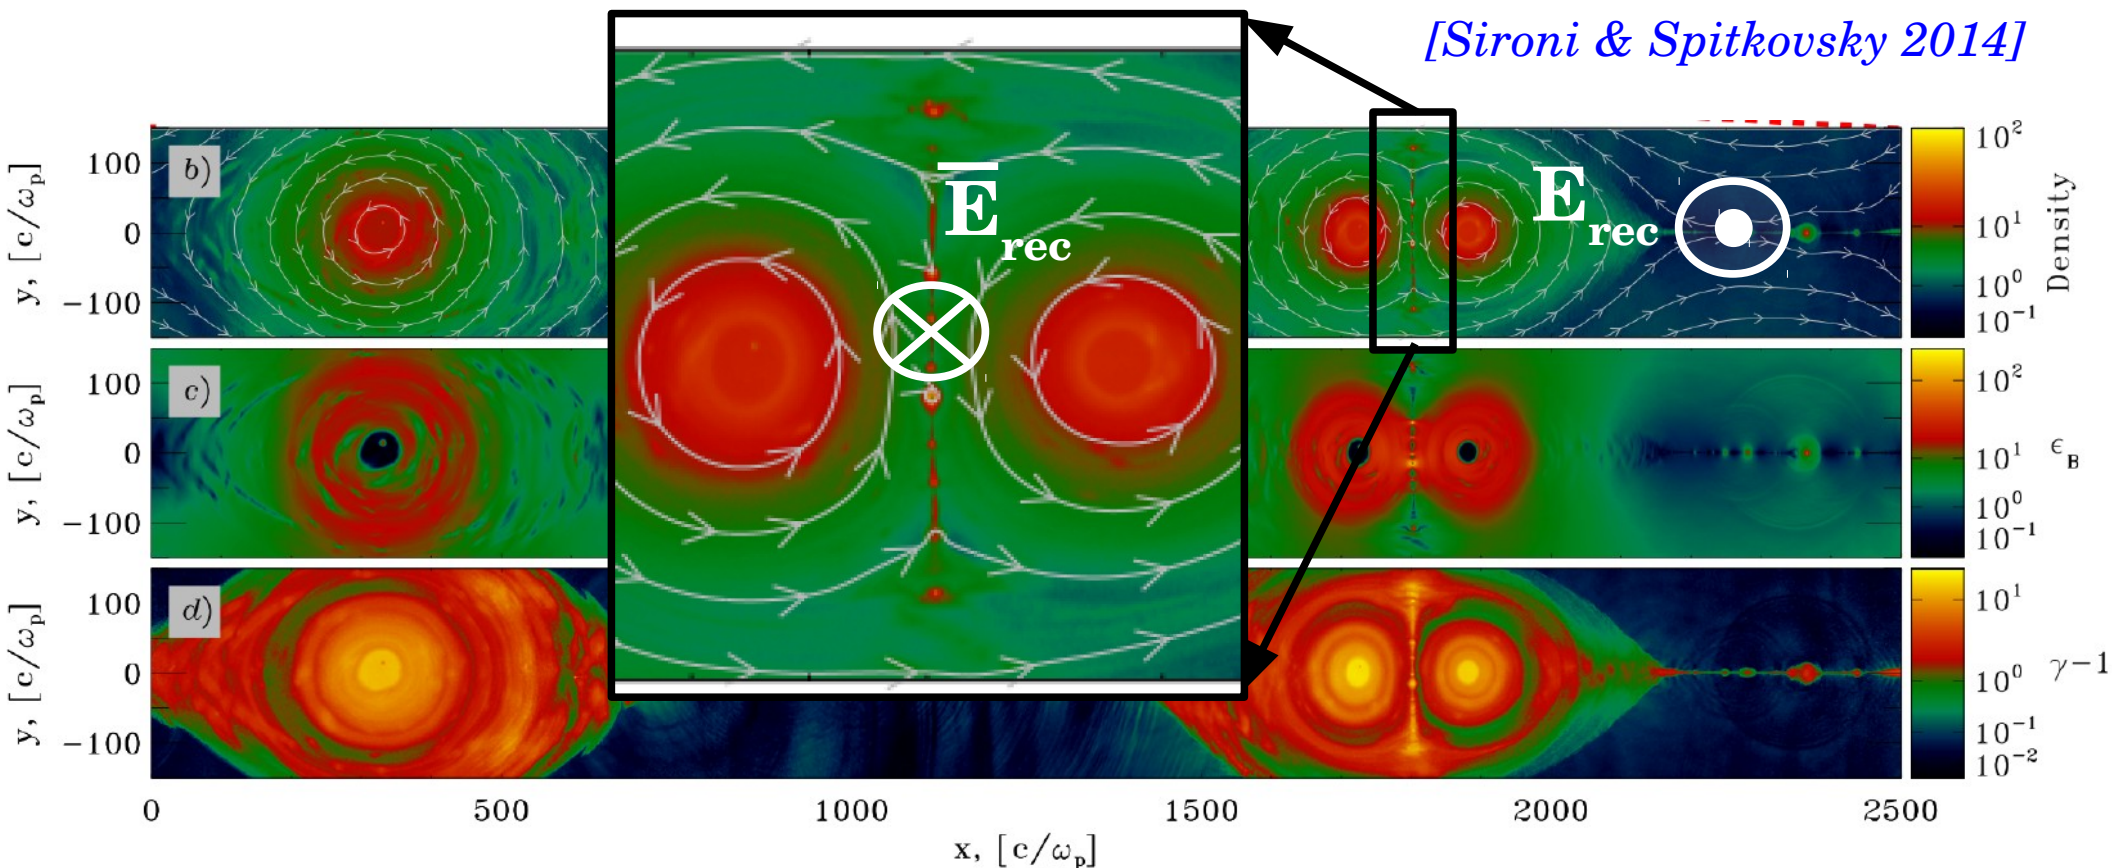 [Sironi & Spitkovsky 2014]
b)
y, [c/ωₚ]
100
0
−100
E̅rec
Erec
10²
10¹
10⁰
10⁻¹
Density
c)
y, [c/ωₚ]
100
0
−100
10²
10¹
10⁰
10⁻¹
ϵB
d)
y, [c/ωₚ]
100
0
−100
10¹
10⁰
10⁻¹
10⁻²
γ−1
0 500 1000 1500 2000 2500
x, [c/ωₚ]